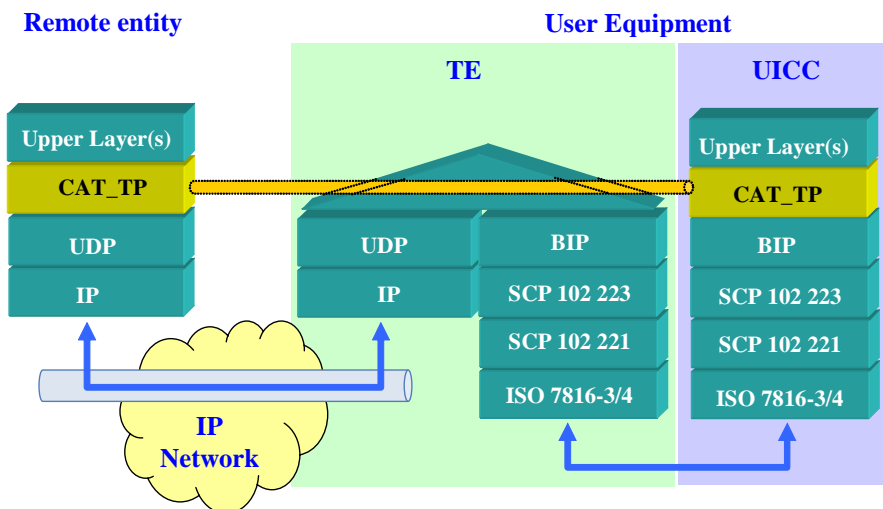 Remote entity
User Equipment
TE
UICC
Upper Layer(s)
CAT_TP
UDP
IP
UDP
IP
BIP
SCP 102 223
SCP 102 221
ISO 7816-3/4
Upper Layer(s)
CAT_TP
BIP
SCP 102 223
SCP 102 221
ISO 7816-3/4
IP
Network